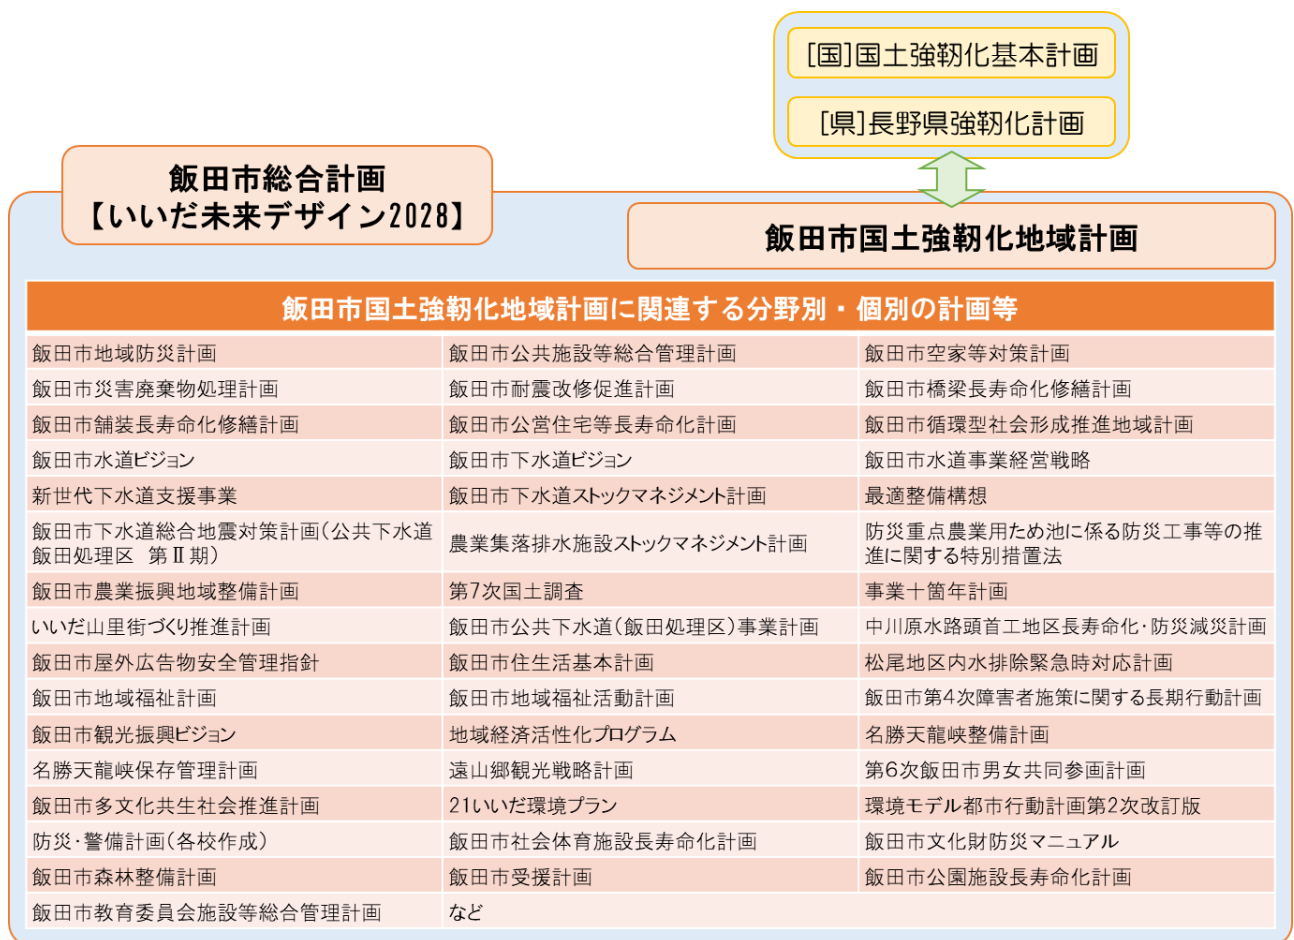 [国]国土強靭化基本計画
[県]長野県強靭化計画
飯田市総合計画
【いいだ未来デザイン2028】
飯田市国土強靭化地域計画
飯田市国土強靭化地域計画に関連する分野別・個別の計画等
飯田市地域防災計画
飯田市公共施設等総合管理計画
飯田市空家等対策計画
飯田市災害廃棄物処理計画
飯田市耐震改修促進計画
飯田市橋梁長寿命化修繕計画
飯田市舗装長寿命化修繕計画
飯田市公営住宅等長寿命化計画
飯田市循環型社会形成推進地域計画
飯田市水道ビジョン
飯田市下水道ビジョン
飯田市水道事業経営戦略
新世代下水道支援事業
飯田市下水道ストックマネジメント計画
最適整備構想
飯田市下水道総合地震対策計画(公共下水道
飯田処理区 第Ⅱ期)
農業集落排水施設ストックマネジメント計画
防災重点農業用ため池に係る防災工事等の推
進に関する特別措置法
飯田市農業振興地域整備計画
第7次国土調査
事業十箇年計画
いいだ山里街づくり推進計画
飯田市公共下水道(飯田処理区)事業計画
中川原水路頭首工地区長寿命化・防災減災計画
飯田市屋外広告物安全管理指針
飯田市住生活基本計画
松尾地区内水排除緊急時対応計画
飯田市地域福祉計画
飯田市地域福祉活動計画
飯田市第4次障害者施策に関する長期行動計画
飯田市観光振興ビジョン
地域経済活性化プログラム
名勝天龍峡整備計画
名勝天龍峡保存管理計画
遠山郷観光戦略計画
第6次飯田市男女共同参画計画
飯田市多文化共生社会推進計画
21いいだ環境プラン
環境モデル都市行動計画第2次改訂版
防災・警備計画(各校作成)
飯田市社会体育施設長寿命化計画
飯田市文化財防災マニュアル
飯田市森林整備計画
飯田市受援計画
飯田市公園施設長寿命化計画
飯田市教育委員会施設等総合管理計画
など